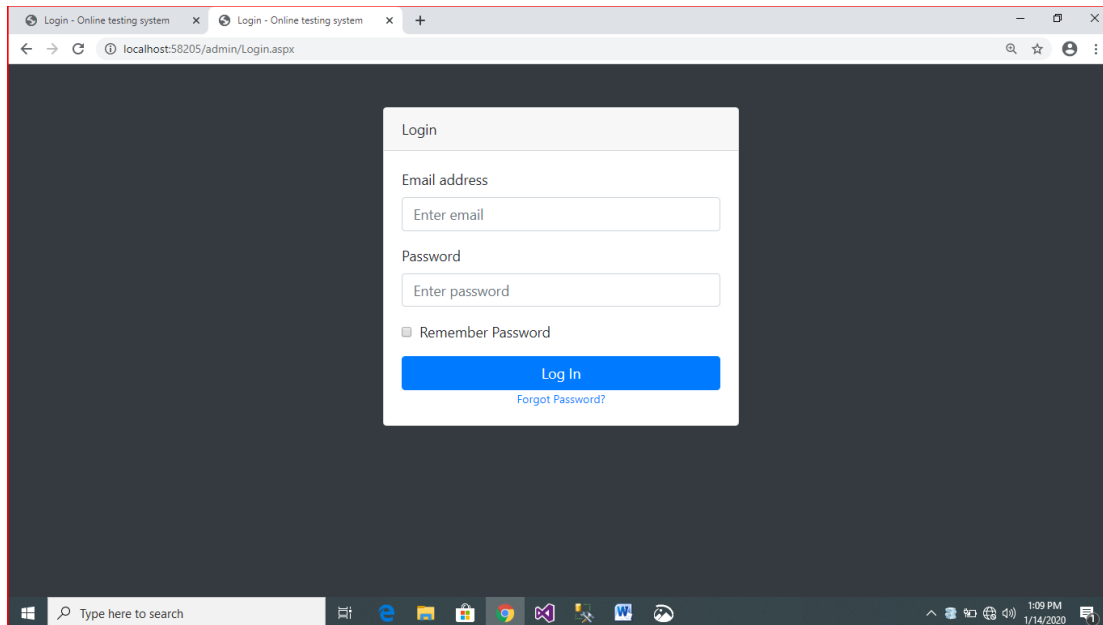 Login - Online testing system
Login - Online testing system
localhost:58205/admin/Login.aspx
Login
Email address
Enter email
Password
Enter password
Remember Password
Log In
Forgot Password?
Type here to search
1:09 PM
1/14/2020